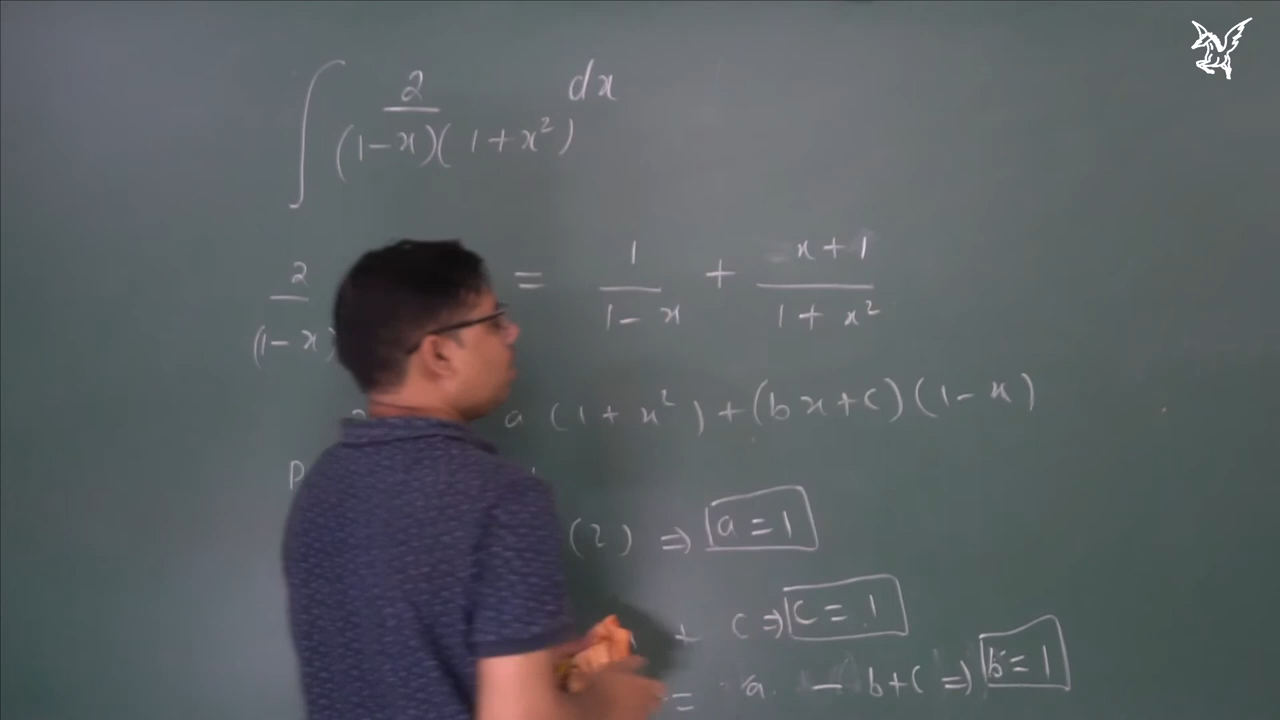 ∫ 2/((1-x)(1+x²)) dx
2/(1-x) = 1/(1-x) + (x+1)/(1+x²)
a(1+x²)+(bx+c)(1-x)
P
(2) ⇒ a=1
+ c ⇒ c=1
= a - b+c ⇒ b=1